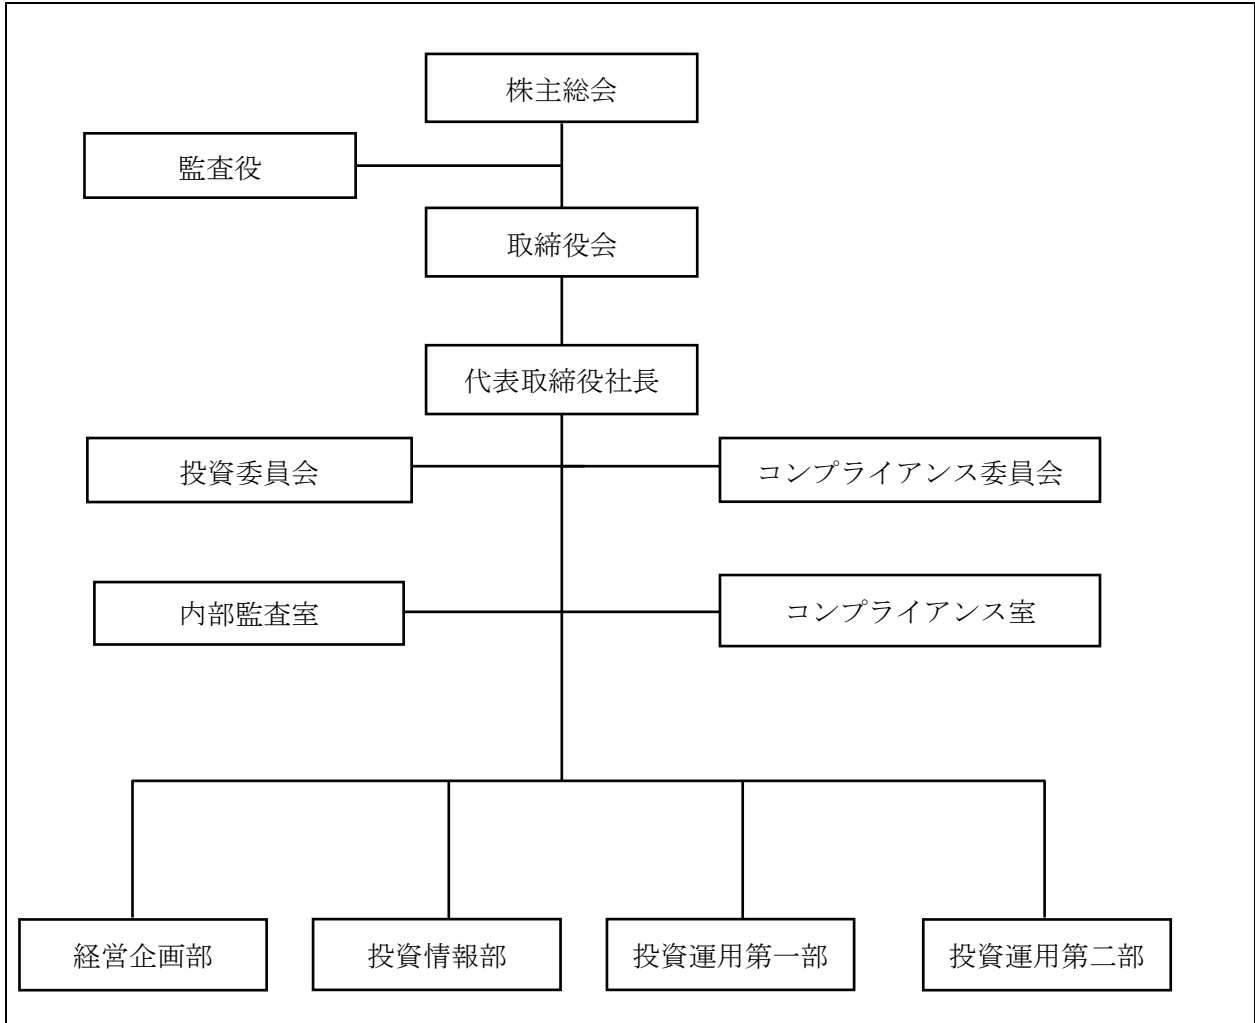 株主総会
監査役
取締役会
代表取締役社長
投資委員会
コンプライアンス委員会
内部監査室
コンプライアンス室
経営企画部
投資情報部
投資運用第一部
投資運用第二部